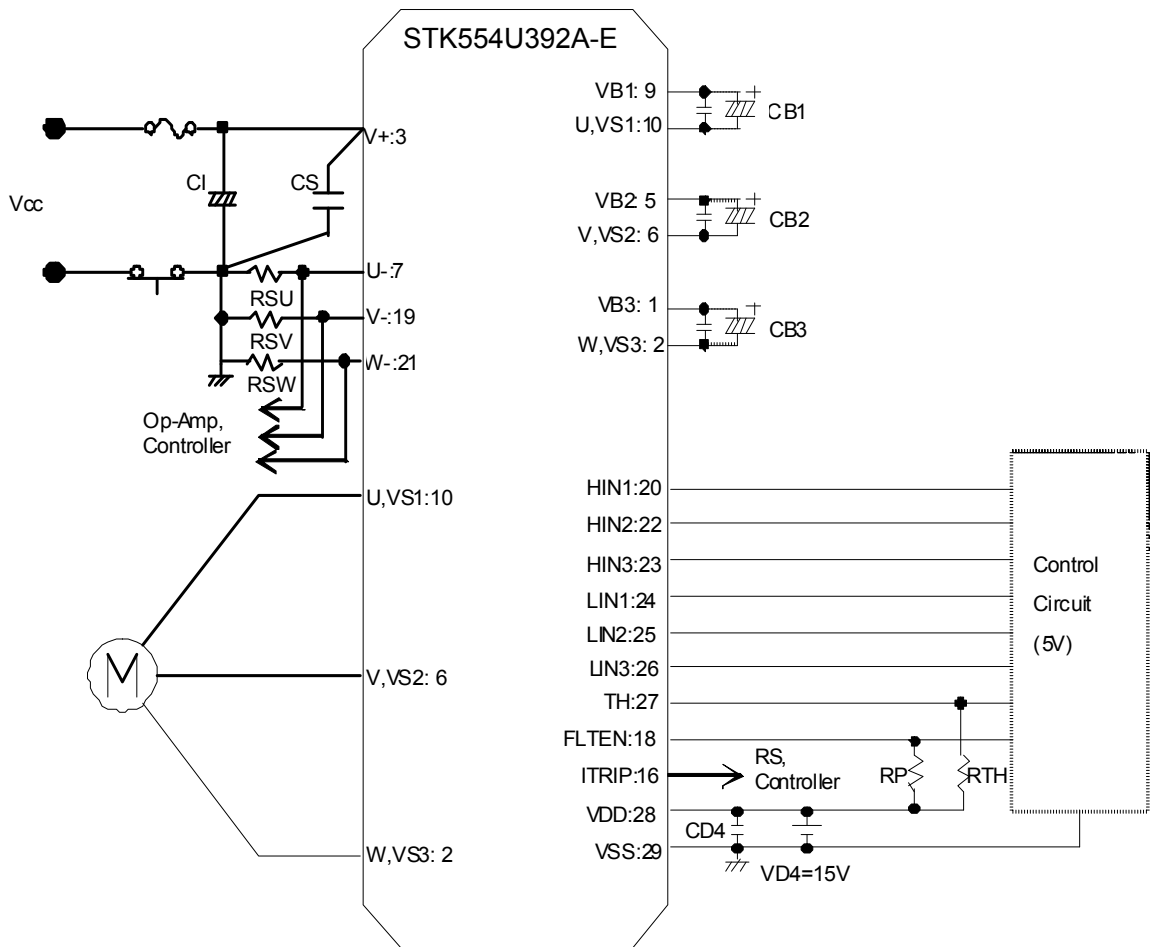 STK554U392A-E
V+:3
CI
CS
Vcc
U-:7
RSU
V-:19
RSV
W-:21
RSW
Op-Amp,
Controller
U,VS1:10
M
V,VS2: 6
W,VS3: 2
VB1: 9
+
CB1
U,VS1:10
VB2: 5
+
CB2
V,VS2: 6
VB3: 1
+
CB3
W,VS3: 2
HIN1:20
HIN2:22
HIN3:23
LIN1:24
LIN2:25
LIN3:26
TH:27
FLTEN:18
ITRIP:16
RS,
Controller
RP
RTH
VDD:28
CD4
VSS:29
VD4=15V
Control
Circuit
(5V)